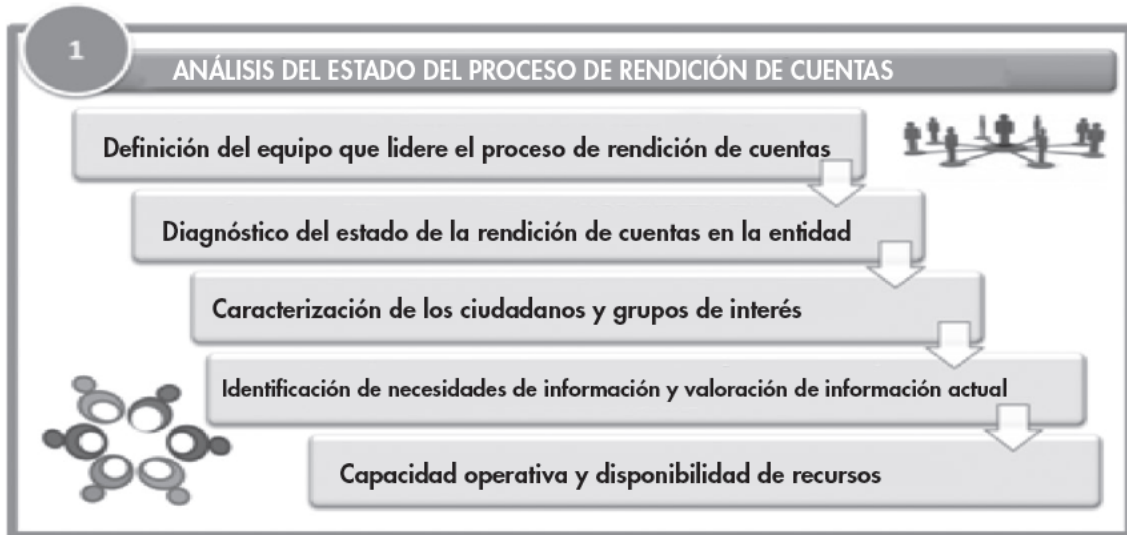 1
ANÁLISIS DEL ESTADO DEL PROCESO DE RENDICIÓN DE CUENTAS
Definición del equipo que lidere el proceso de rendición de cuentas
Diagnóstico del estado de la rendición de cuentas en la entidad
Caracterización de los ciudadanos y grupos de interés
Identificación de necesidades de información y valoración de información actual
Capacidad operativa y disponibilidad de recursos